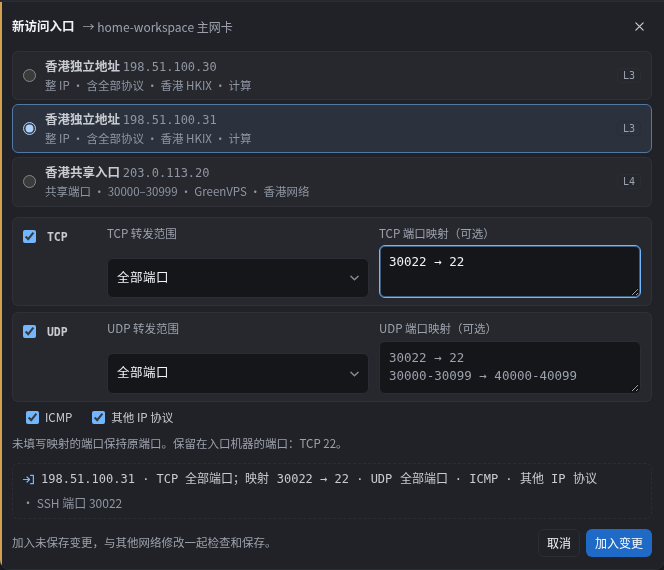 新访问入口 → home-workspace 主网卡 ×
香港独立地址 198.51.100.30
整 IP • 含全部协议 • 香港 HKIX • 计算
L3
香港独立地址 198.51.100.31
整 IP • 含全部协议 • 香港 HKIX • 计算
L3
香港共享入口 203.0.113.20
共享端口 • 30000–30999 • GreenVPS • 香港网络
L4
TCP
TCP 转发范围
全部端口
TCP 端口映射（可选）
30022 → 22
UDP
UDP 转发范围
全部端口
UDP 端口映射（可选）
30022 → 22
30000-30099 → 40000-40099
ICMP
其他 IP 协议
未填写映射的端口保持原端口。保留在入口机器的端口：TCP 22。
198.51.100.31 · TCP 全部端口；映射 30022 → 22 · UDP 全部端口 · ICMP · 其他 IP 协议
• SSH 端口 30022
加入未保存变更，与其他网络修改一起检查和保存。
取消
加入变更